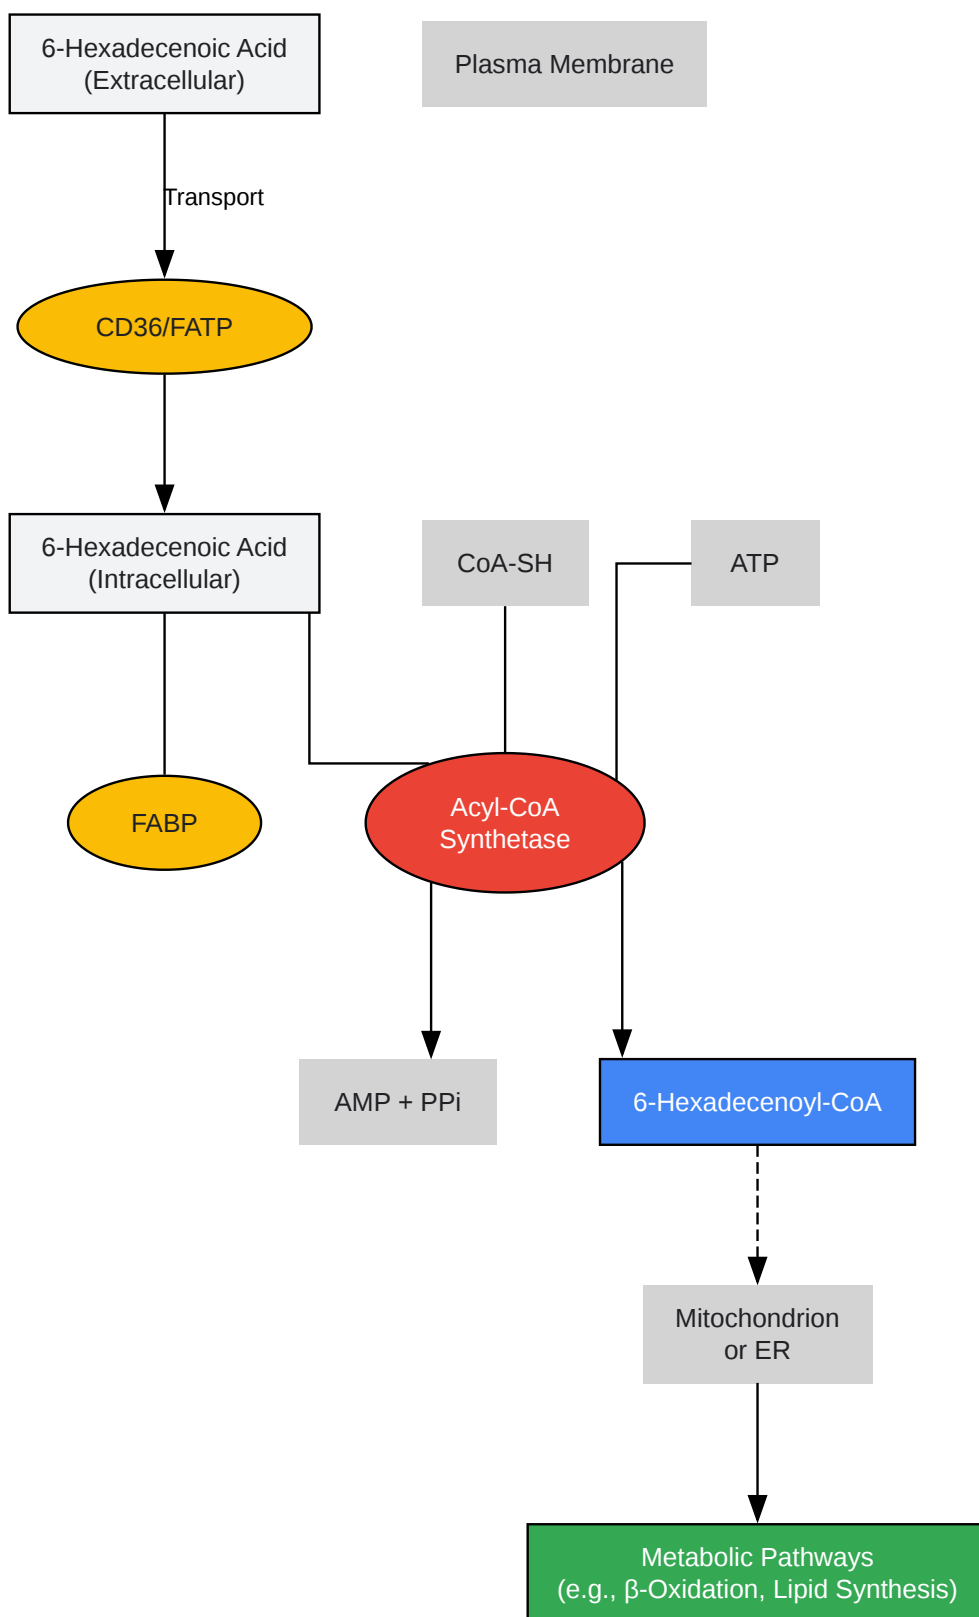 6-Hexadecenoic Acid
(Extracellular)
Plasma Membrane
Transport
CD36/FATP
6-Hexadecenoic Acid
(Intracellular)
CoA-SH
ATP
FABP
Acyl-CoA
Synthetase
AMP + PPi
6-Hexadecenoyl-CoA
Mitochondrion
or ER
Metabolic Pathways
(e.g., β-Oxidation, Lipid Synthesis)